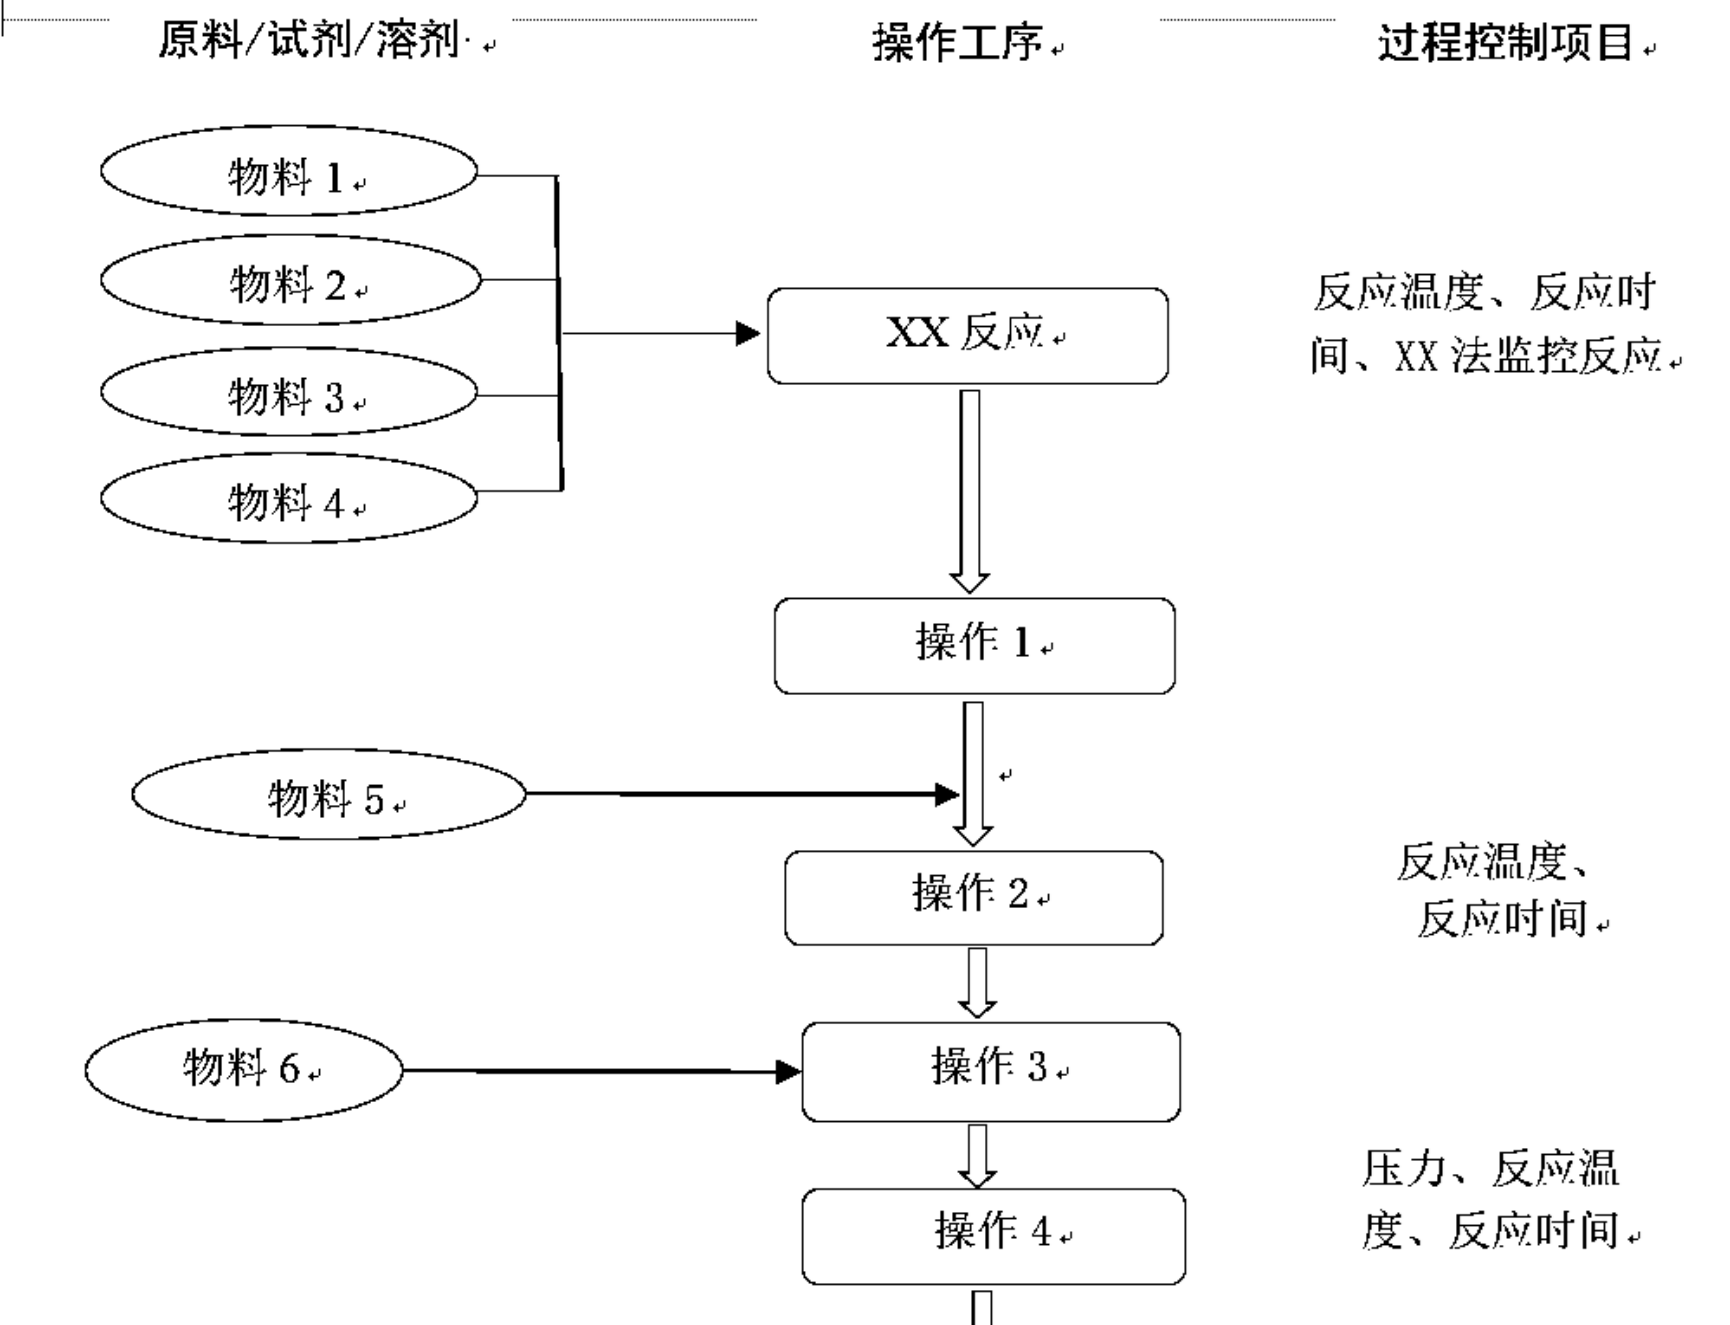 原料/试剂/溶剂
操作工序
过程控制项目
物料 1
物料 2
物料 3
物料 4
XX 反应
反应温度、反应时
间、XX 法监控反应
操作 1
物料 5
操作 2
反应温度、
反应时间
物料 6
操作 3
操作 4
压力、反应温
度、反应时间